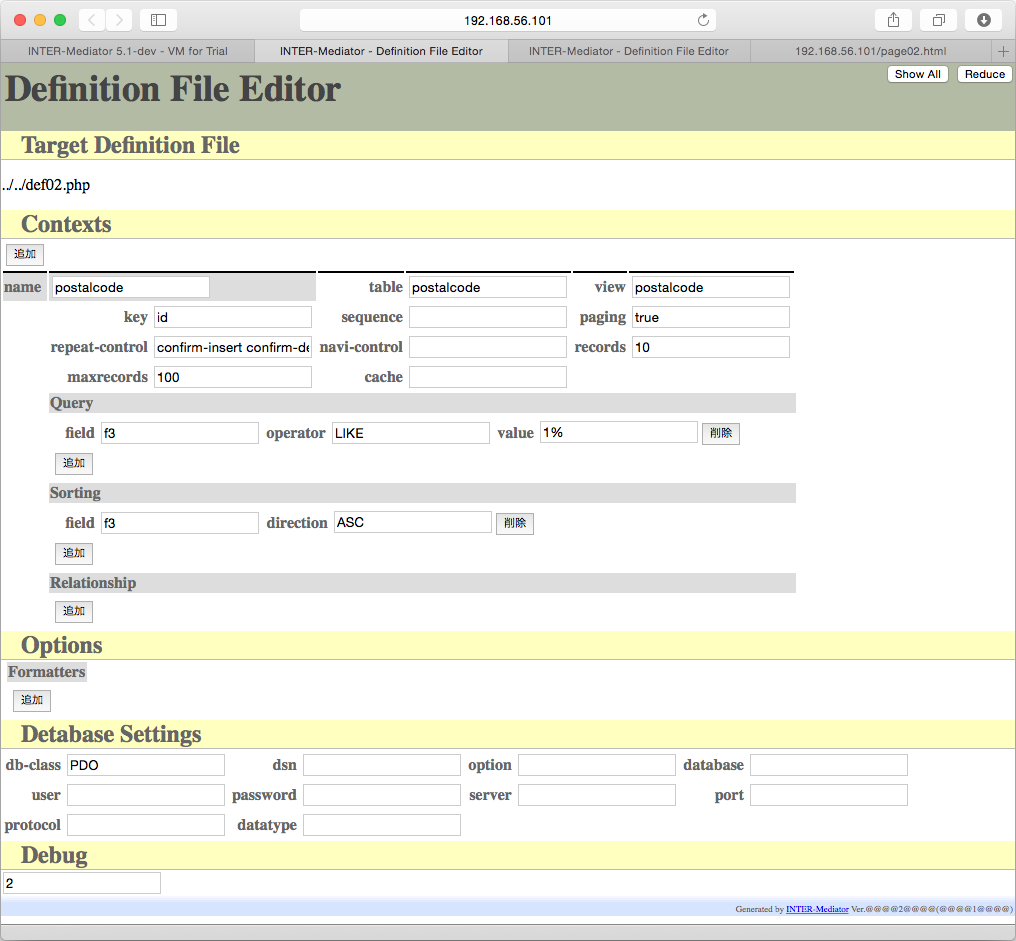 192.168.56.101
INTER-Mediator 5.1-dev - VM for Trial
INTER-Mediator - Definition File Editor
INTER-Mediator - Definition File Editor
192.168.56.101/page02.html
Definition File Editor
Show All Reduce
Target Definition File
../../def02.php
Contexts
追加
name postalcode table postalcode view postalcode
key id sequence paging true
repeat-control confirm-insert confirm-de navi-control records 10
maxrecords 100 cache
Query
field f3 operator LIKE value 1% 削除
追加
Sorting
field f3 direction ASC 削除
追加
Relationship
追加
Options
Formatters
追加
Detabase Settings
db-class PDO dsn option database
user password server port
protocol datatype
Debug
2
Generated by INTER-Mediator Ver.@@@@2@@@@(@@@@1@@@@)